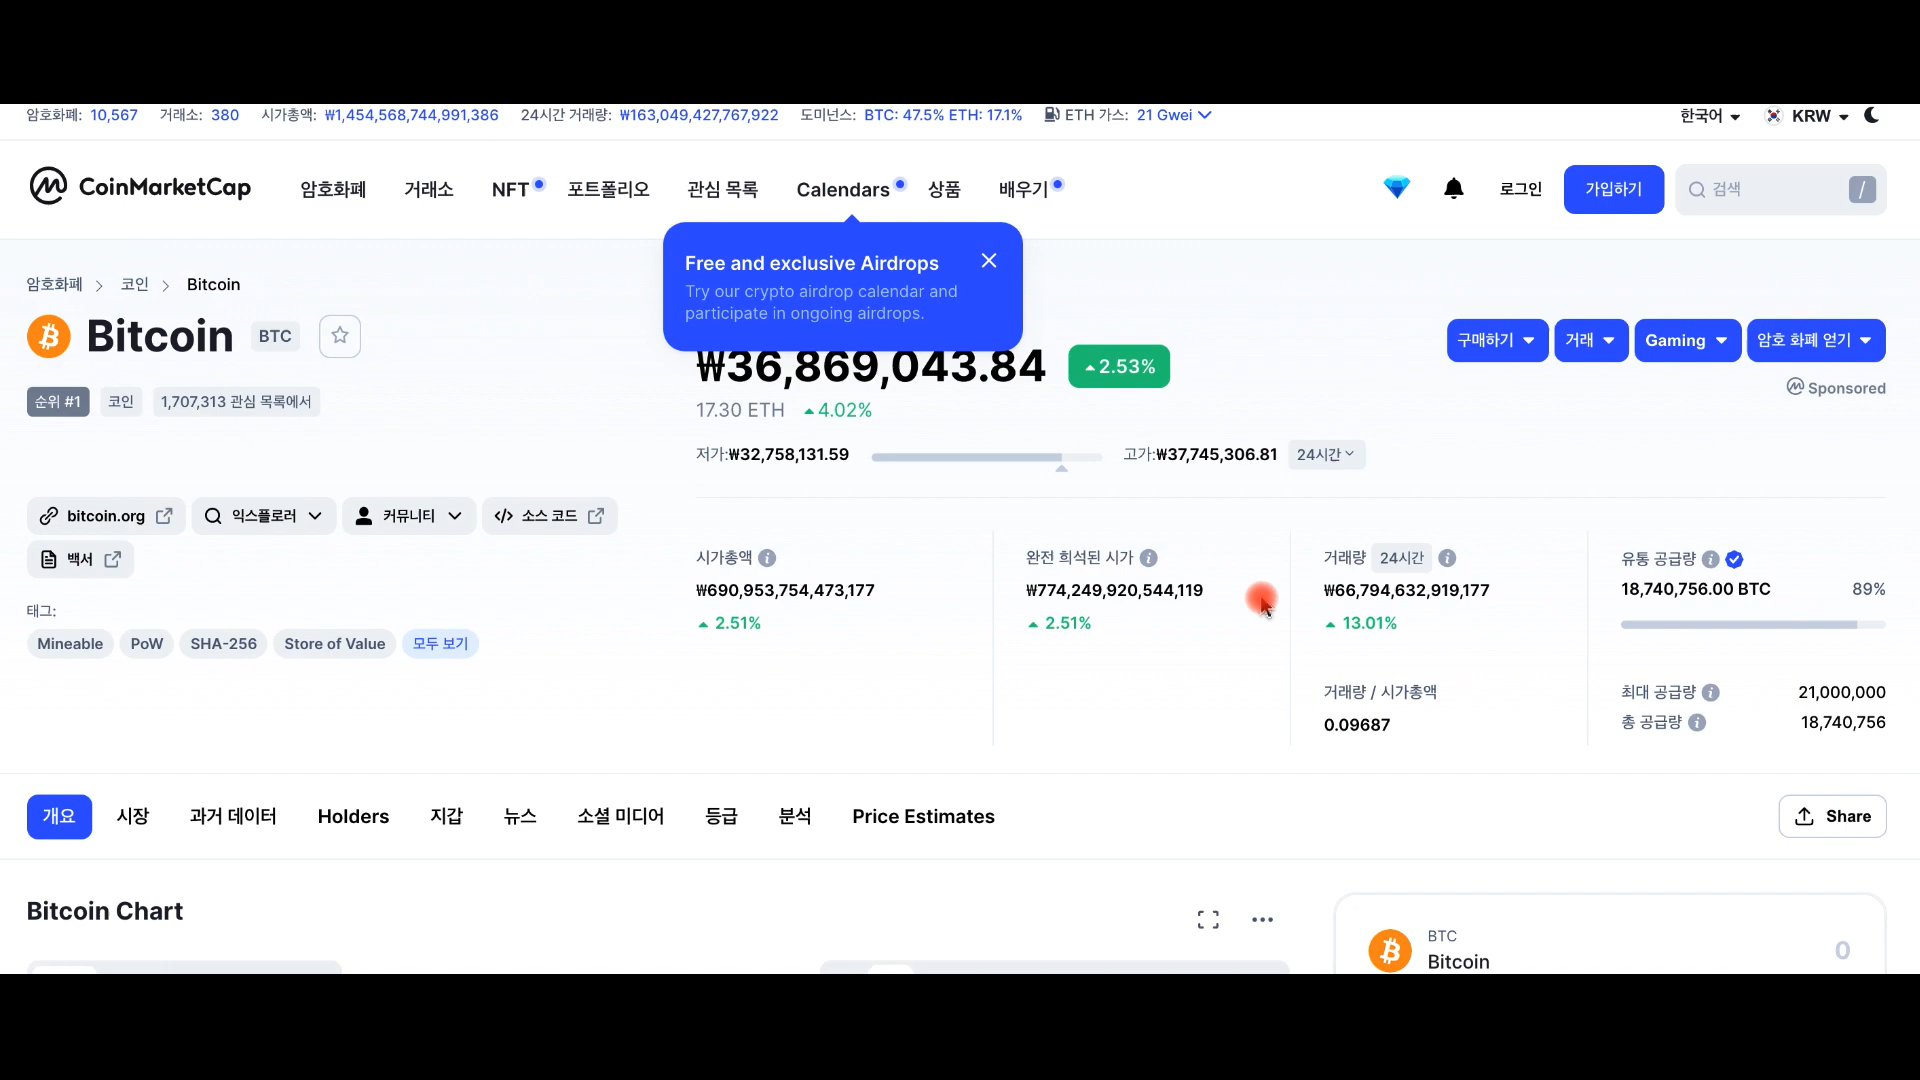 암호화폐: 10,567 거래소: 380 시가총액: ₩1,454,568,744,991,386 24시간 거래량: ₩163,049,427,767,922 도미넌스: BTC: 47.5% ETH: 17.1% ETH 가스: 21 Gwei 한국어 KRW
CoinMarketCap 암호화폐 거래소 NFT 포트폴리오 관심 목록 Calendars 상품 배우기 로그인 가입하기 검색 /
Free and exclusive Airdrops
Try our crypto airdrop calendar and
participate in ongoing airdrops.
암호화폐 > 코인 > Bitcoin
Bitcoin BTC
순위 #1 코인 1,707,313 관심 목록에서
bitcoin.org 익스플로러 커뮤니티 소스 코드
백서
태그:
Mineable PoW SHA-256 Store of Value 모두 보기
₩36,869,043.84 2.53%
17.30 ETH 4.02%
저가:₩32,758,131.59 고가:₩37,745,306.81 24시간
구매하기 거래 Gaming 암호 화폐 얻기
Sponsored
시가총액
₩690,953,754,473,177
2.51%
완전 희석된 시가
₩774,249,920,544,119
2.51%
거래량 24시간
₩66,794,632,919,177
13.01%
거래량 / 시가총액
0.09687
유통 공급량
18,740,756.00 BTC 89%
최대 공급량 21,000,000
총 공급량 18,740,756
개요 시장 과거 데이터 Holders 지갑 뉴스 소셜 미디어 등급 분석 Price Estimates Share
Bitcoin Chart
BTC
Bitcoin 0